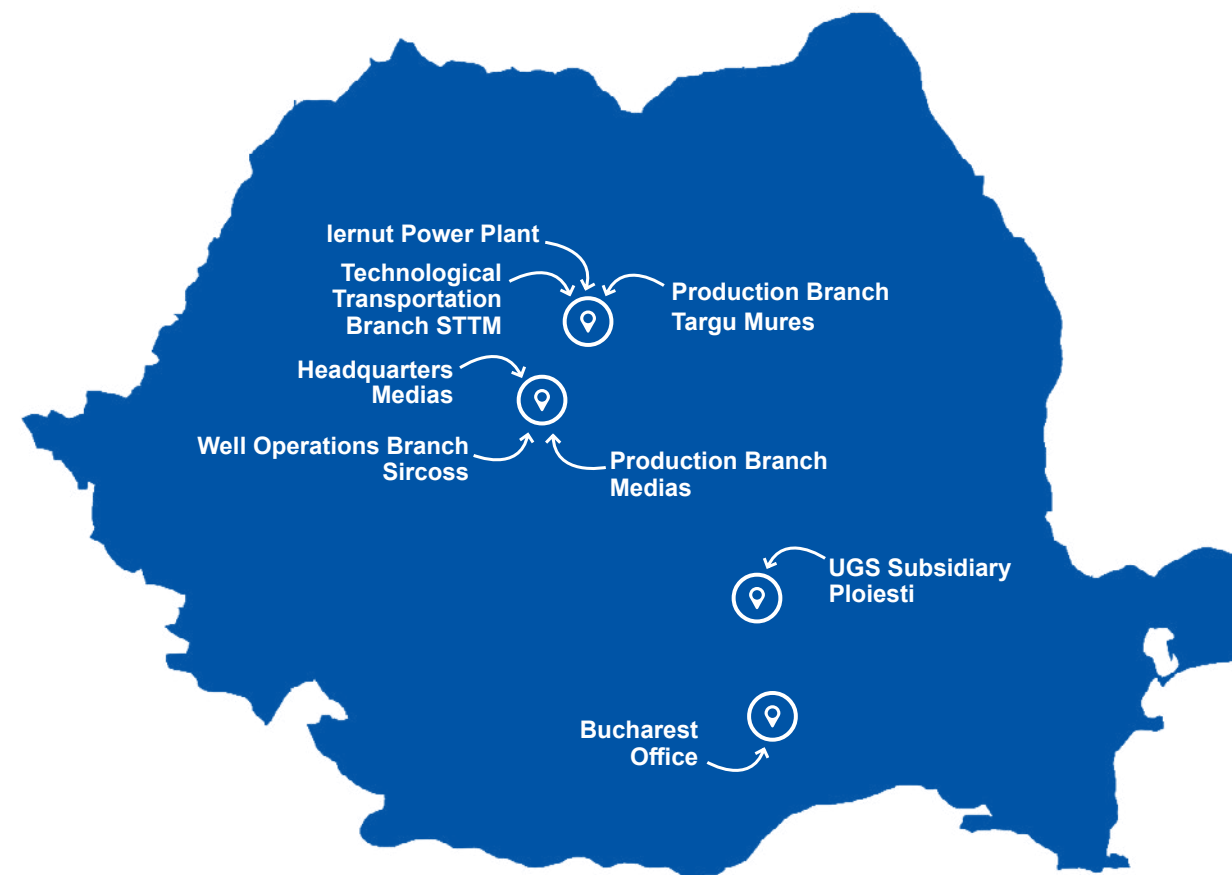 Iernut Power Plant
Technological
Transportation
Branch STTM
Production Branch
Targu Mures
Headquarters
Medias
Well Operations Branch
Sircoss
Production Branch
Medias
UGS Subsidiary
Ploiesti
Bucharest
Office